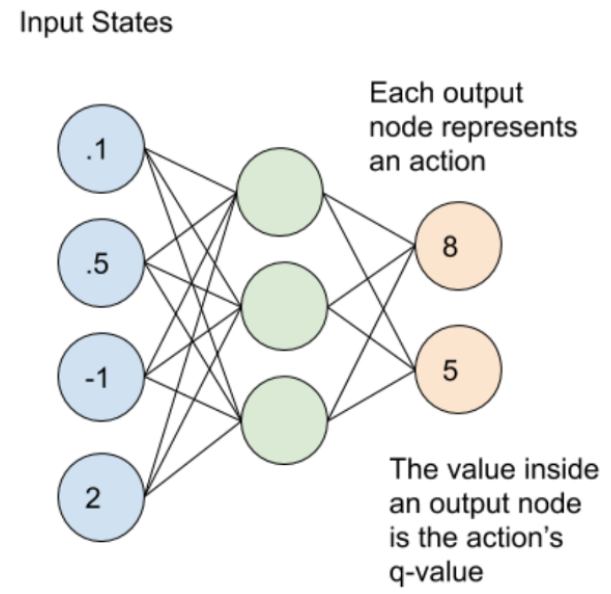 Input States
Each output
node represents
an action
.1
.5
-1
2
8
5
The value inside
an output node
is the action's
q-value